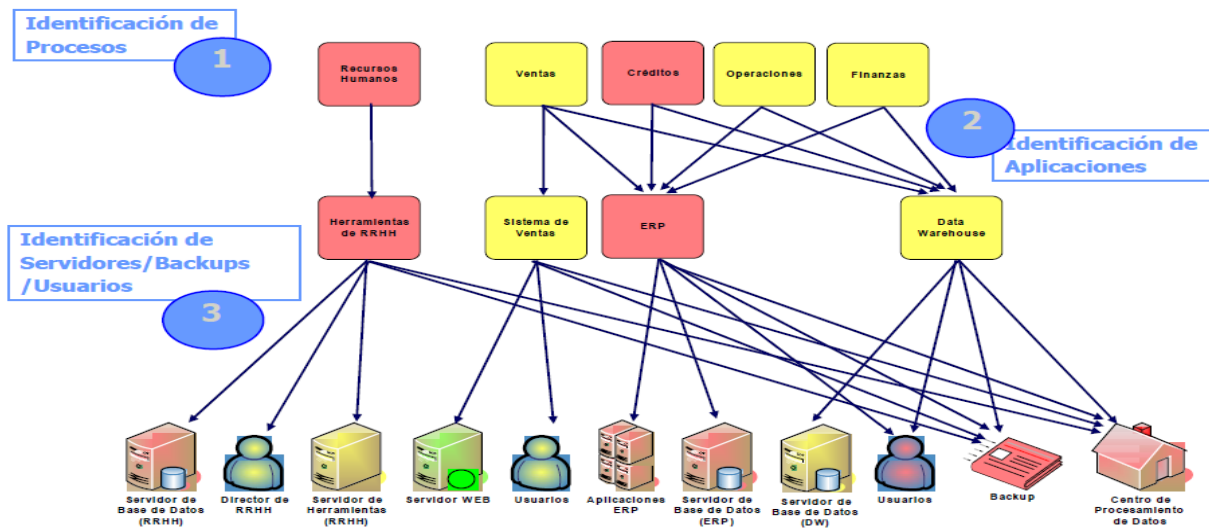 Identificación de
Procesos
1
Recursos
Humanos
Ventas
Créditos
Operaciones
Finanzas
2
Identificación de
Aplicaciones
Herramientas
de RRHH
Sistema de
Ventas
ERP
Data
Warehouse
Identificación de
Servidores/Backups
/Usuarios
3
Servidor de
Base de Datos
(RRHH)
Director de
RRHH
Servidor de
Herramientas
(RRHH)
Servidor WEB
Usuarios
Aplicaciones
ERP
Servidor de
Base de Datos
(ERP)
Servidor de
Base de Datos
(DW)
Usuarios
Backup
Centro de
Procesamiento
de Datos